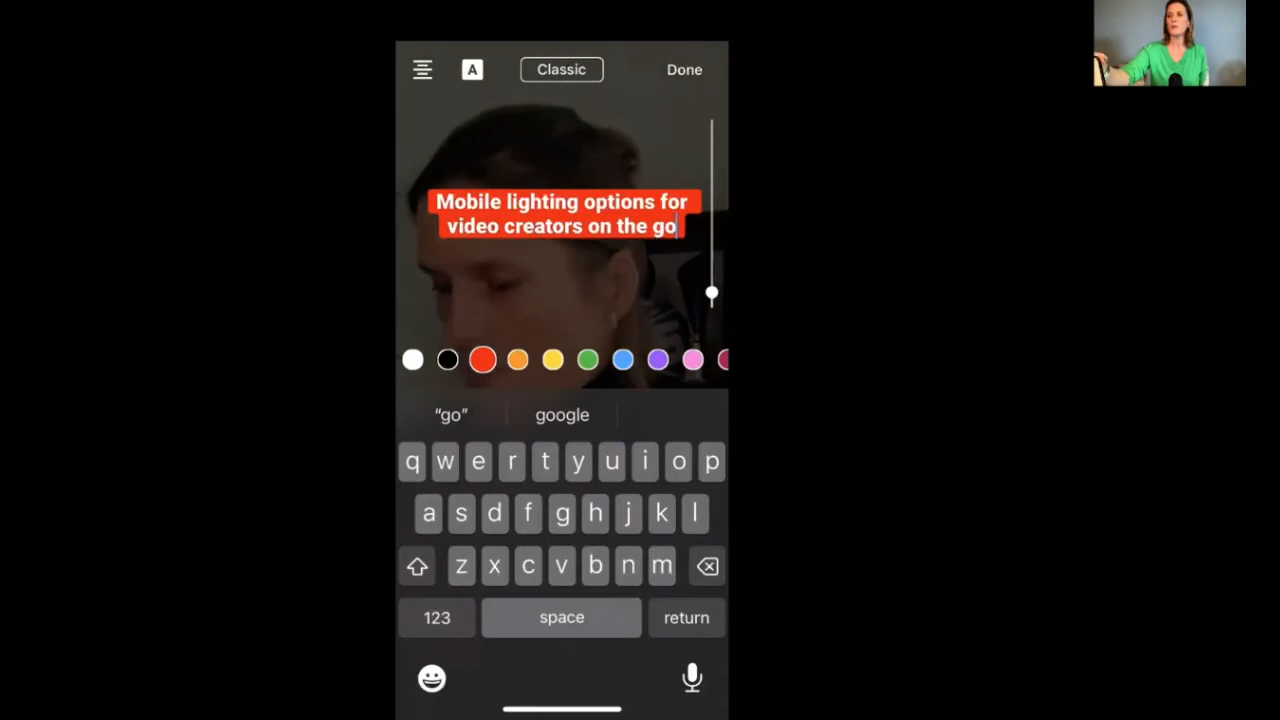 A Classic Done
Mobile lighting options for
video creators on the go
“go” google
q w e r t y u i o p
a s d f g h j k l
z x c v b n m
123 space return